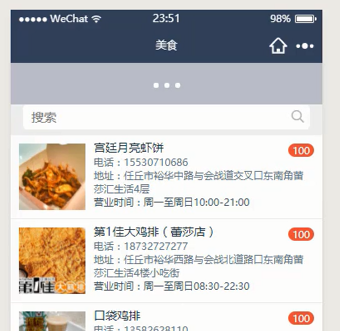 WeChat 23:51 98%
美食
搜索
宫廷月亮虾饼
100
电话：15530710686
地址：任丘市裕华中路与会战道交叉口东南角蕾
莎汇生活4层
营业时间：周一至周日10:00-21:00
第1佳大鸡排（蕾莎店）
100
电话：18732727277
地址：任丘市裕华西路与会战北道路口东南角蕾
莎汇生活4楼小吃街
营业时间：周一至周日08:30-22:30
第1佳 大鸡排
口袋鸡
100
电话：13582628110